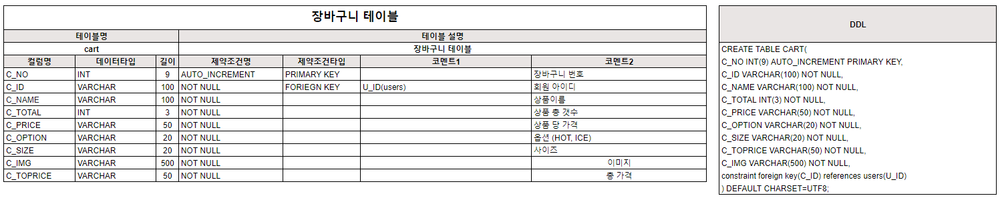 장바구니 테이블
테이블명 테이블 설명
cart 장바구니 테이블
컬럼명 데이터타입 길이 제약조건명 제약조건타입 코멘트1 코멘트2
C_NO INT 9 AUTO_INCREMENT PRIMARY KEY 장바구니 번호
C_ID VARCHAR 100 NOT NULL FORIEGN KEY U_ID(users) 회원 아이디
C_NAME VARCHAR 100 NOT NULL 상품이름
C_TOTAL INT 3 NOT NULL 상품 총 갯수
C_PRICE VARCHAR 50 NOT NULL 상품 당 가격
C_OPTION VARCHAR 20 NOT NULL 옵션 (HOT, ICE)
C_SIZE VARCHAR 20 NOT NULL 사이즈
C_IMG VARCHAR 500 NOT NULL 이미지
C_TOPRICE VARCHAR 50 NOT NULL 총 가격
DDL
CREATE TABLE CART(
C_NO INT(9) AUTO_INCREMENT PRIMARY KEY,
C_ID VARCHAR(100) NOT NULL,
C_NAME VARCHAR(100) NOT NULL,
C_TOTAL INT(3) NOT NULL,
C_PRICE VARCHAR(50) NOT NULL,
C_OPTION VARCHAR(20) NOT NULL,
C_SIZE VARCHAR(20) NOT NULL,
C_TOPRICE VARCHAR(50) NOT NULL,
C_IMG VARCHAR(500) NOT NULL,
constraint foreign key(C_ID) references users(U_ID)
) DEFAULT CHARSET=UTF8;